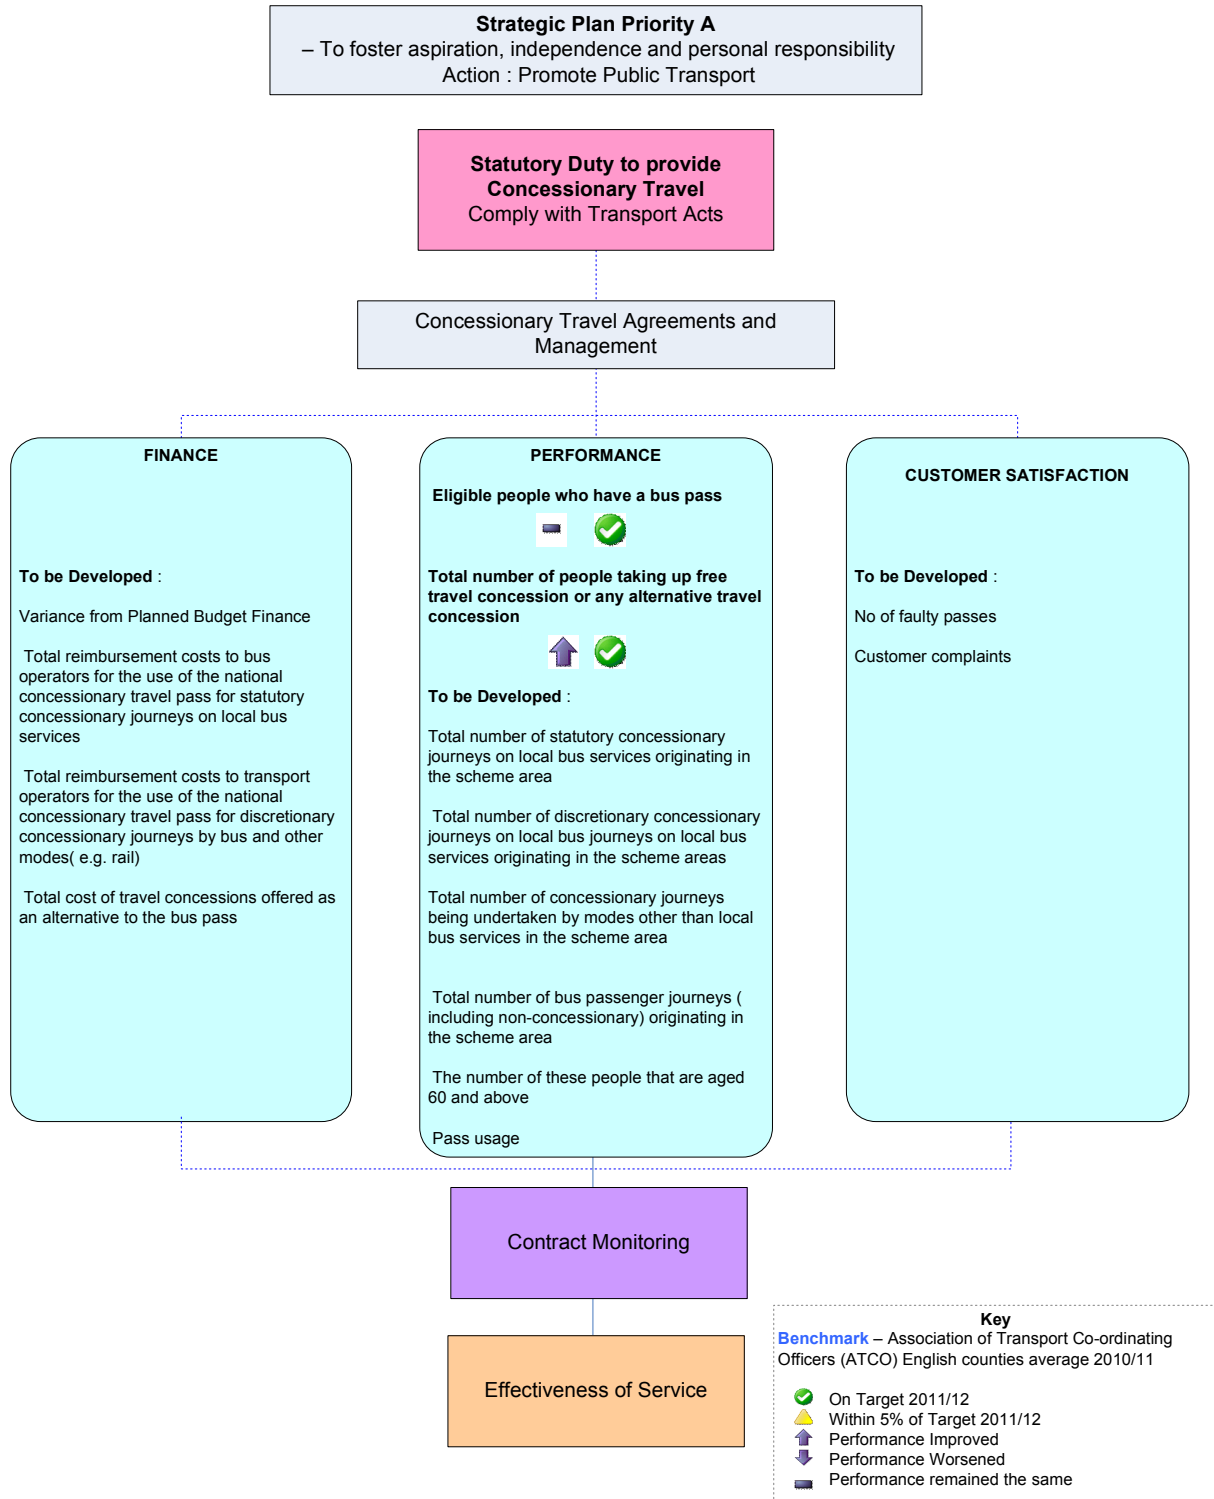 Strategic Plan Priority A
– To foster aspiration, independence and personal responsibility
Action : Promote Public Transport
Statutory Duty to provide
Concessionary Travel
Comply with Transport Acts
Concessionary Travel Agreements and
Management
FINANCE
To be Developed :
Variance from Planned Budget Finance
Total reimbursement costs to bus
operators for the use of the national
concessionary travel pass for statutory
concessionary journeys on local bus
services
Total reimbursement costs to transport
operators for the use of the national
concessionary travel pass for discretionary
concessionary journeys by bus and other
modes( e.g. rail)
Total cost of travel concessions offered as
an alternative to the bus pass
PERFORMANCE
Eligible people who have a bus pass
Total number of people taking up free
travel concession or any alternative travel
concession
To be Developed :
Total number of statutory concessionary
journeys on local bus services originating in
the scheme area
Total number of discretionary concessionary
journeys on local bus journeys on local bus
services originating in the scheme areas
Total number of concessionary journeys
being undertaken by modes other than local
bus services in the scheme area
Total number of bus passenger journeys (
including non-concessionary) originating in
the scheme area
The number of these people that are aged
60 and above
Pass usage
CUSTOMER SATISFACTION
To be Developed :
No of faulty passes
Customer complaints
Contract Monitoring
Effectiveness of Service
Key
Benchmark – Association of Transport Co-ordinating
Officers (ATCO) English counties average 2010/11
On Target 2011/12
Within 5% of Target 2011/12
Performance Improved
Performance Worsened
Performance remained the same